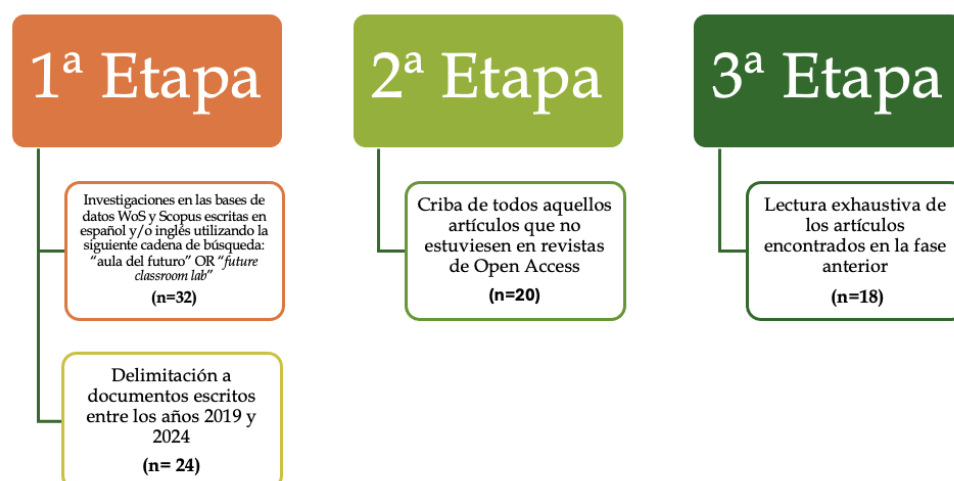 1ª Etapa
Investigaciones en las bases de
datos WoS y Scopus escritas en
español y/o inglés utilizando la
siguiente cadena de búsqueda:
“aula del futuro” OR “future
classroom lab”
(n=32)
Delimitación a
documentos escritos
entre los años 2019 y
2024
(n= 24)
2ª Etapa
Criba de todos aquellos
artículos que no
estuviesen en revistas
de Open Access
(n=20)
3ª Etapa
Lectura exhaustiva de
los artículos
encontrados en la fase
anterior
(n=18)